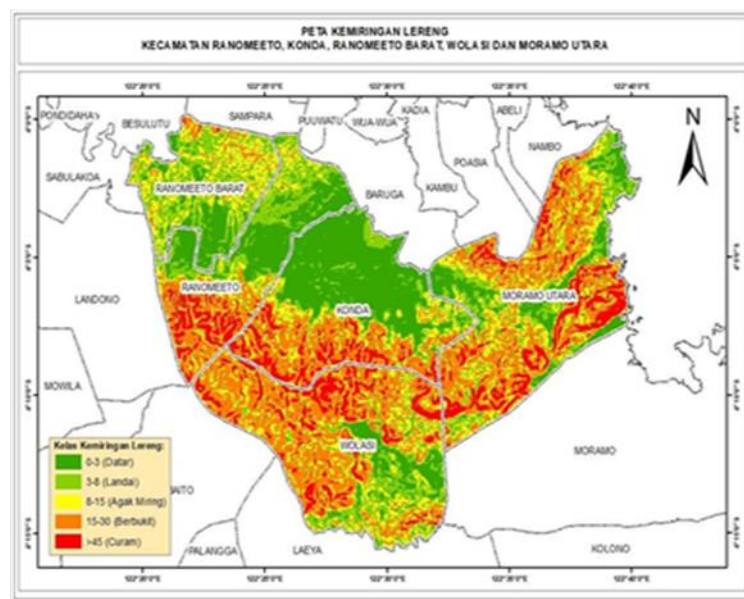 PETA KEMIRINGAN LERENG
KECAMATAN RANOMEETO, KONDA, RANOMEETO BARAT, WOLASI DAN MORAMO UTARA
N
PONDIDAHA
BESULUTU
SAMPARA
PUUWATU
WUA-WUA
KADIA
ABELI
NAMBO
POASIA
KAMBU
BARUGA
SABULAKOA
RANOMEETO BARAT
LANDONO
RANOMEETO
KONDA
MORAMO UTARA
MOWILA
WOLASI
MORAMO
BAITO
PALANGGA
LAEYA
KOLONO
Kelas Kemiringan Lereng:
0-3 (Datar)
3-8 (Landai)
8-15 (Agak Miring)
15-30 (Berbukit)
>45 (Curam)